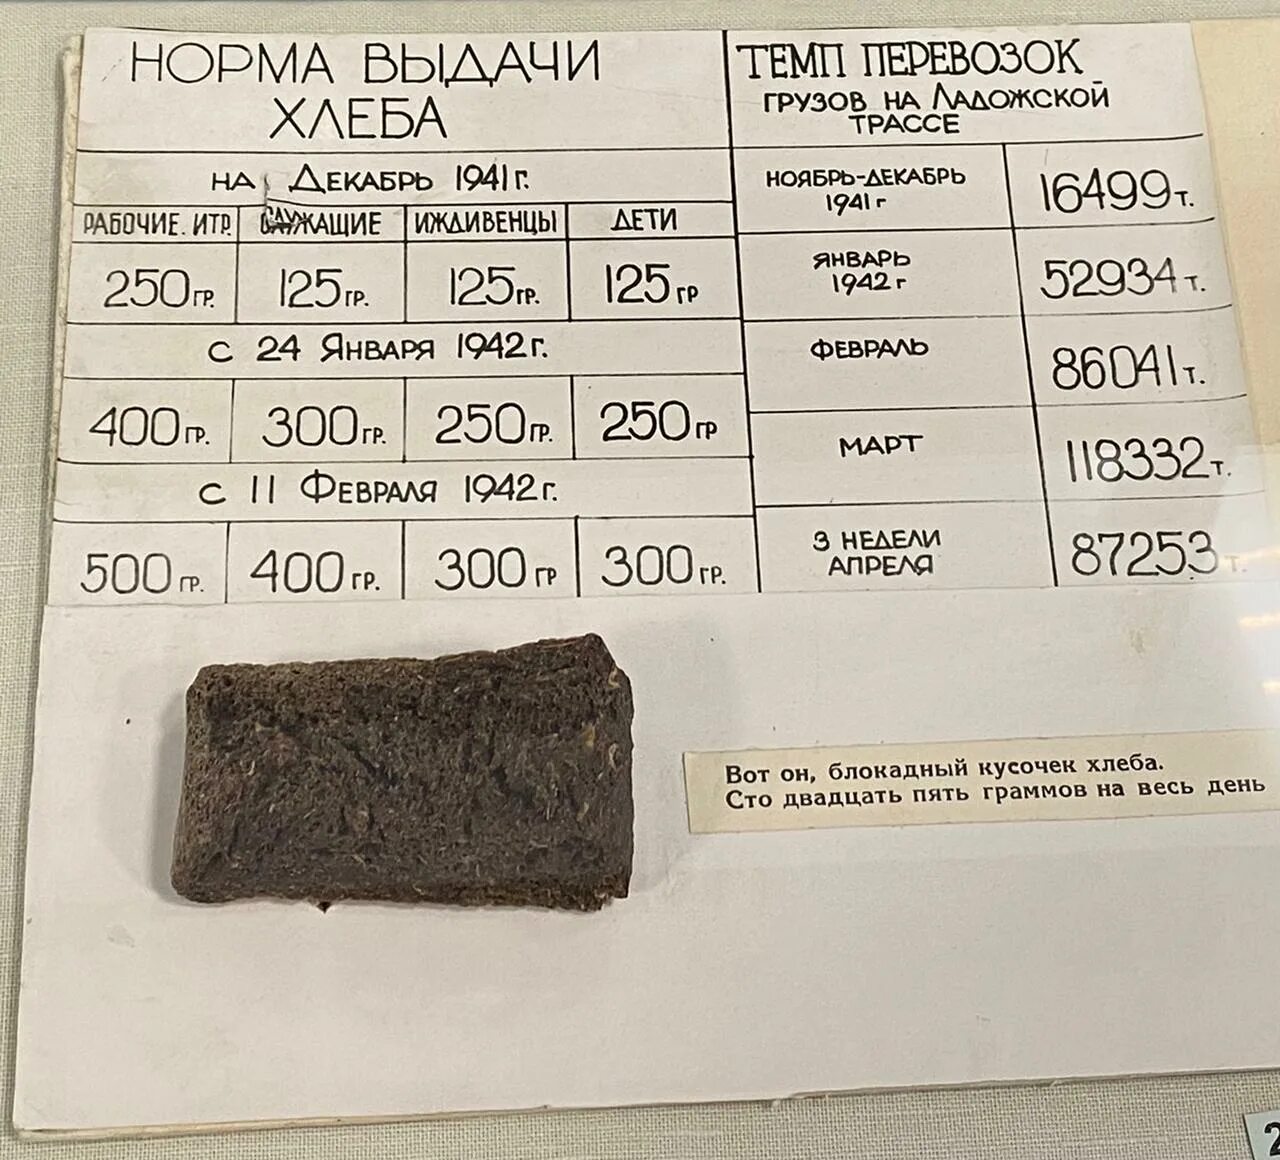 НОРМА ВЫДАЧИ
ХЛЕБА
НА ДЕКАБРЬ 1941 г.
РАБОЧИЕ. ИТР. СЛУЖАЩИЕ ИЖДИВЕНЦЫ ДЕТИ
250 ГР. 125 ГР. 125 ГР. 125 ГР
С 24 ЯНВАРЯ 1942 г.
400 ГР. 300 ГР. 250 ГР. 250 ГР
С 11 ФЕВРАЛЯ 1942 г.
500 ГР. 400 ГР. 300 ГР 300 ГР.
ТЕМП ПЕРЕВОЗОК
ГРУЗОВ НА ЛАДОЖСКОЙ
ТРАССЕ
НОЯБРЬ-ДЕКАБРЬ
1941 г
16499 т.
ЯНВАРЬ
1942 г
52934 т.
ФЕВРАЛЬ
86041 т.
МАРТ
118332 т.
3 НЕДЕЛИ
АПРЕЛЯ
87253 т.
Вот он, блокадный кусочек хлеба.
Сто двадцать пять граммов на весь день
2